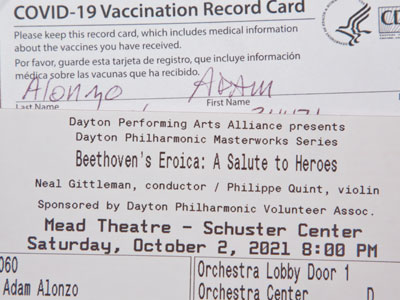 COVID-19 Vaccination Record Card
Please keep this record card, which includes medical information
about the vaccines you have received.
Por favor, guarde esta tarjeta de registro, que incluye información
médica sobre las vacunas que ha recibido.
CD
Alonzo ADAM
Last Name First Name
Dayton Performing Arts Alliance presents
Dayton Philharmonic Masterworks Series
Beethoven's Eroica: A Salute to Heroes
Neal Gittleman, conductor / Philippe Quint, violin
Sponsored by Dayton Philharmonic Volunteer Assoc.
Mead Theatre - Schuster Center
Saturday, October 2, 2021 8:00 PM
060
Adam Alonzo
Orchestra Lobby Door 1
Orchestra Center D